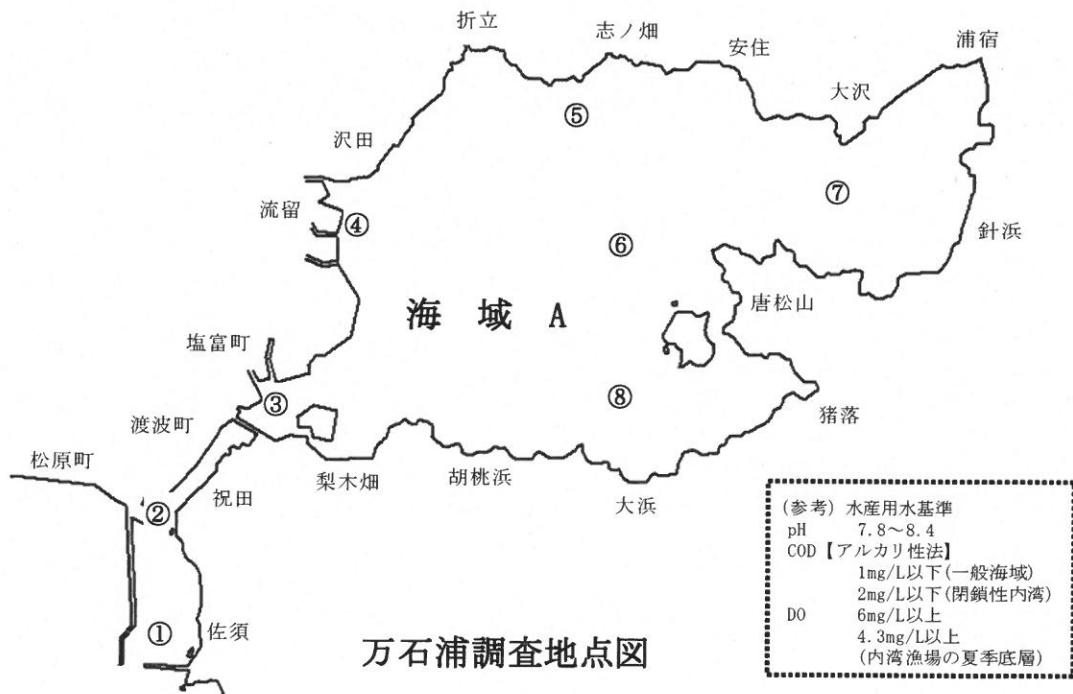 折立
志ノ畑
安住
浦宿
大沢
⑤
沢田
⑦
流留
④
⑥
針浜
海域A
唐松山
塩富町
③
⑧
猪落
渡波町
松原町
梨木畑
胡桃浜
大浜
祝田
②
①
佐須
万石浦調査地点図
(参考) 水産用水基準
pH 7.8～8.4
COD【アルカリ性法】
1mg/L以下(一般海域)
2mg/L以下(閉鎖性内湾)
DO 6mg/L以上
4.3mg/L以上
(内湾漁場の夏季底層)